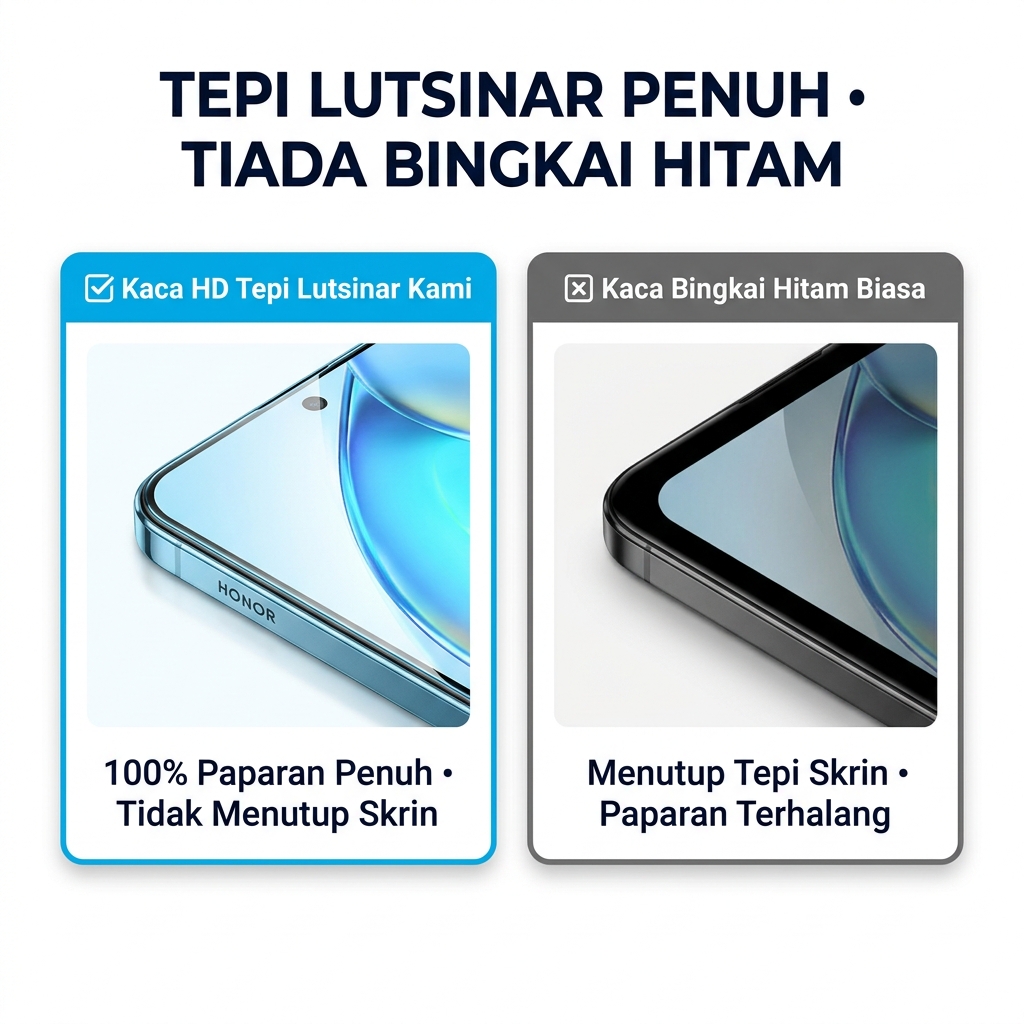 TEPI LUTSINAR PENUH •
TIADA BINGKAI HITAM
Kaca HD Tepi Lutsinar Kami
HONOR
100% Paparan Penuh •
Tidak Menutup Skrin
Kaca Bingkai Hitam Biasa
Menutup Tepi Skrin •
Paparan Terhalang